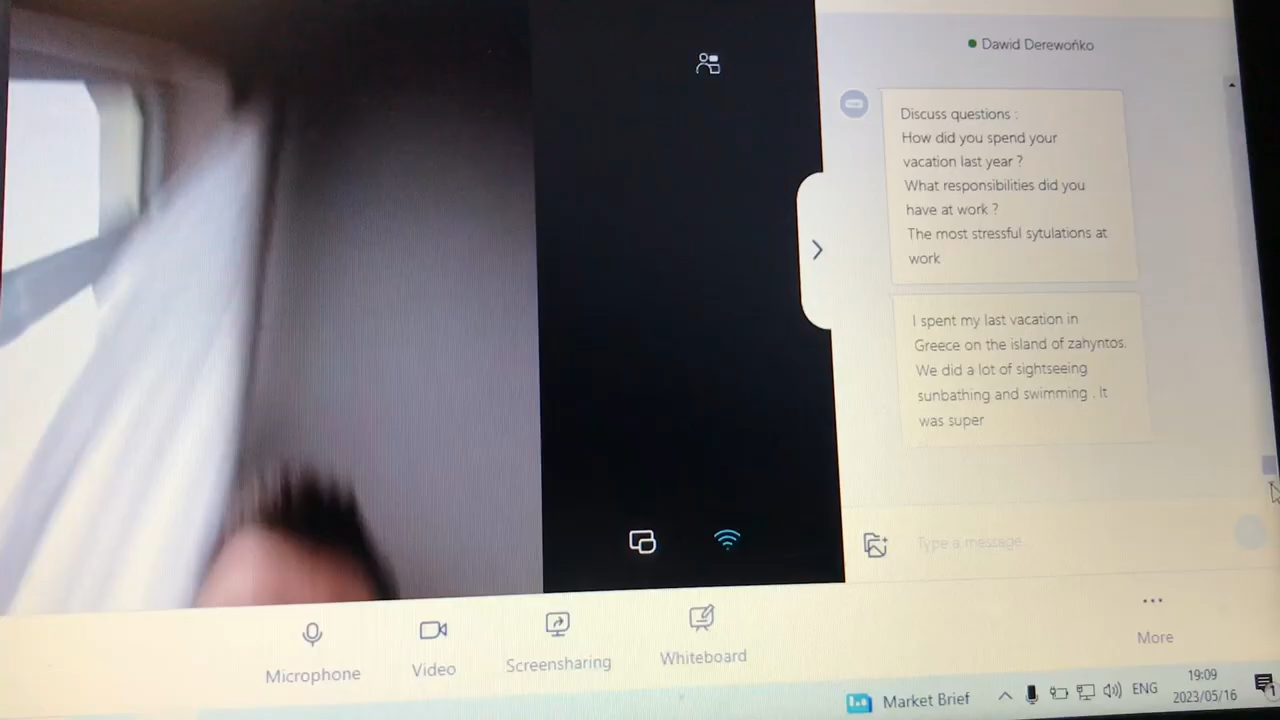 Dawid Derewońko
Discuss questions :
How did you spend your
vacation last year ?
What responsibilities did you
have at work ?
The most stressful sytulations at
work
I spent my last vacation in
Greece on the island of zahyntos.
We did a lot of sightseeing
sunbathing and swimming . It
was super
Type a message
Microphone
Video
Screensharing
Whiteboard
More
Market Brief
ENG
19:09
2023/05/16
1